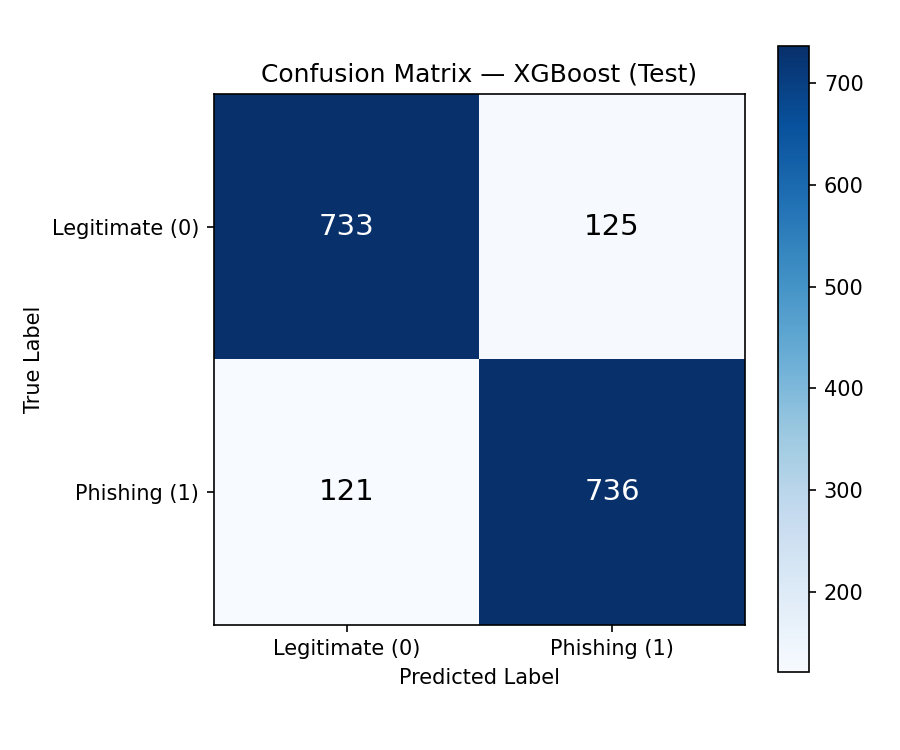 Confusion Matrix — XGBoost (Test)
700
600
500
400
300
200
True Label
Legitimate (0)
733
125
Phishing (1)
121
736
Legitimate (0)
Phishing (1)
Predicted Label